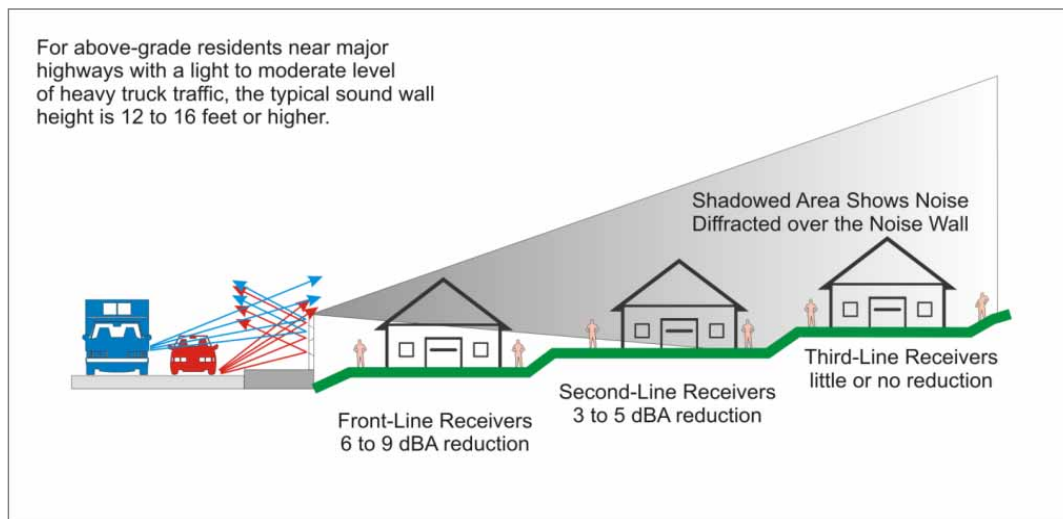 For above-grade residents near major
highways with a light to moderate level
of heavy truck traffic, the typical sound wall
height is 12 to 16 feet or higher.
Shadowed Area Shows Noise
Diffracted over the Noise Wall
Front-Line Receivers
6 to 9 dBA reduction
Second-Line Receivers
3 to 5 dBA reduction
Third-Line Receivers
little or no reduction